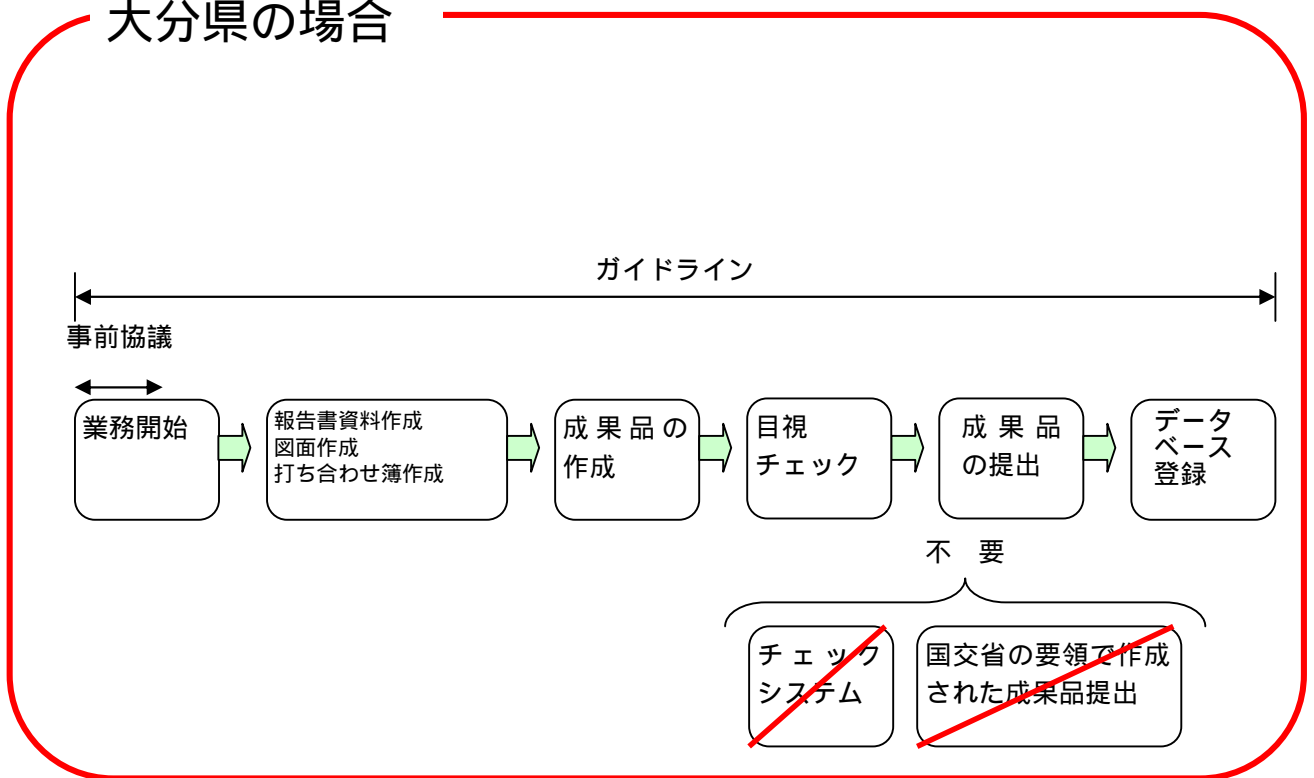 大分県の場合
ガイドライン
事前協議
業務開始
報告書資料作成
図面作成
打ち合わせ簿作成
成果品の
作成
目視
チェック
成果品
の提出
データ
ベース
登録
不要
チェック
システム
国交省の要領で作成
された成果品提出